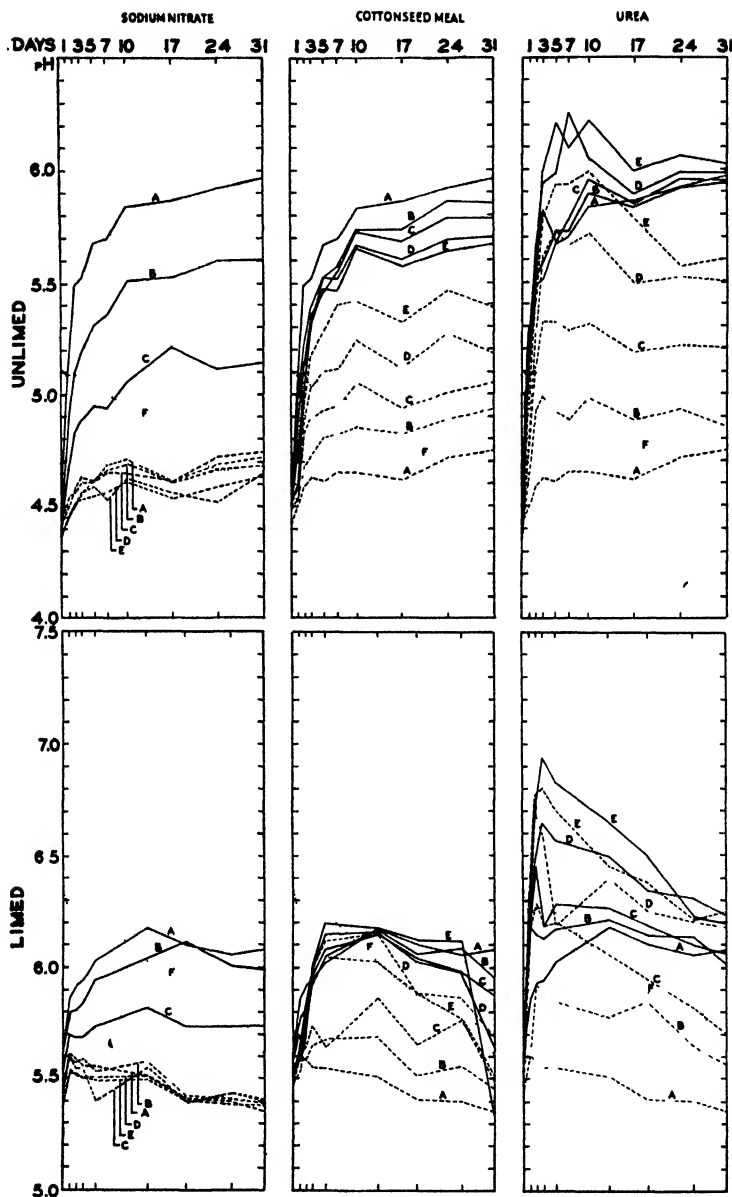 SODIUM NITRATE COTTONSEED MEAL UREA
.DAYS 1 3 5 7 10 17 24 31 1 3 5 7 10 17 24 31 1 3 5 7 10 17 24 31
pH
6.0
5.5
5.0
4.5
4.0
UNLIMED
A
B
C
F
A
B
C
D
E
A
B
C
D E
E
D
C
B
F
A
E
D
C B
A
E
D
C
B
F
A
7.5
7.0
6.5
6.0
5.5
5.0
LIMED
A
B
F
C
B
A
D
E
C
E
F A
D B
C
E D
C
B
A
E
E
D
D
C
B
A
C
F
B
A